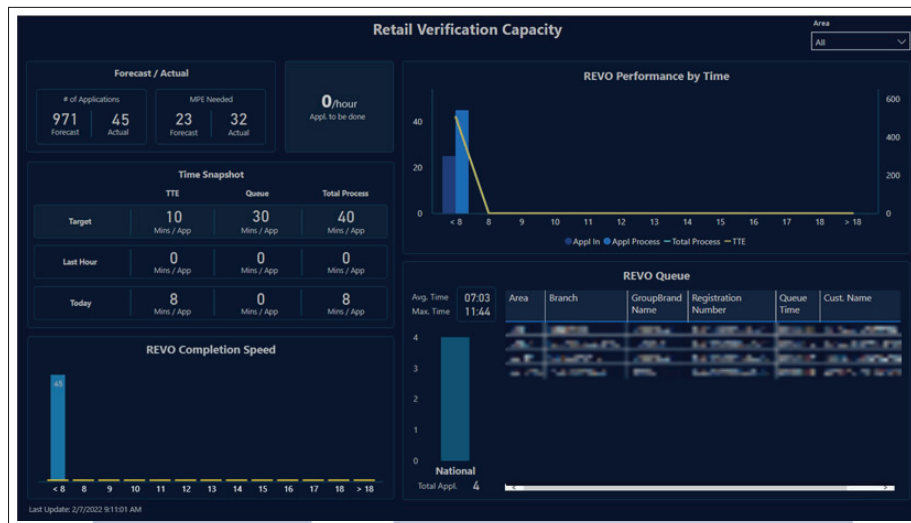 Retail Verification Capacity
Area
All
Forecast / Actual
# of Applications
971 45
Forecast Actual
MPE Needed
23 32
Forecast Actual
0/hour
Appl. to be done
Time Snapshot
TTE Queue Total Process
Target 10 30 40
Mins / App Mins / App Mins / App
Last Hour 0 0 0
Mins / App Mins / App Mins / App
Today 8 0 8
Mins / App Mins / App Mins / App
REVO Completion Speed
45
< 8 8 9 10 11 12 13 14 15 16 17 18 > 18
Last Update: 2/7/2022 9:11:01 AM
REVO Performance by Time
40
20
0
600
400
200
0
< 8 8 9 10 11 12 13 14 15 16 17 18 > 18
Appl In Appl Process Total Process TTE
REVO Queue
Avg. Time 07:03
Max. Time 11:44
4
3
2
1
0
National
Total Appl. 4
Area Branch GroupBrand Name Registration Number Queue Time Cust. Name